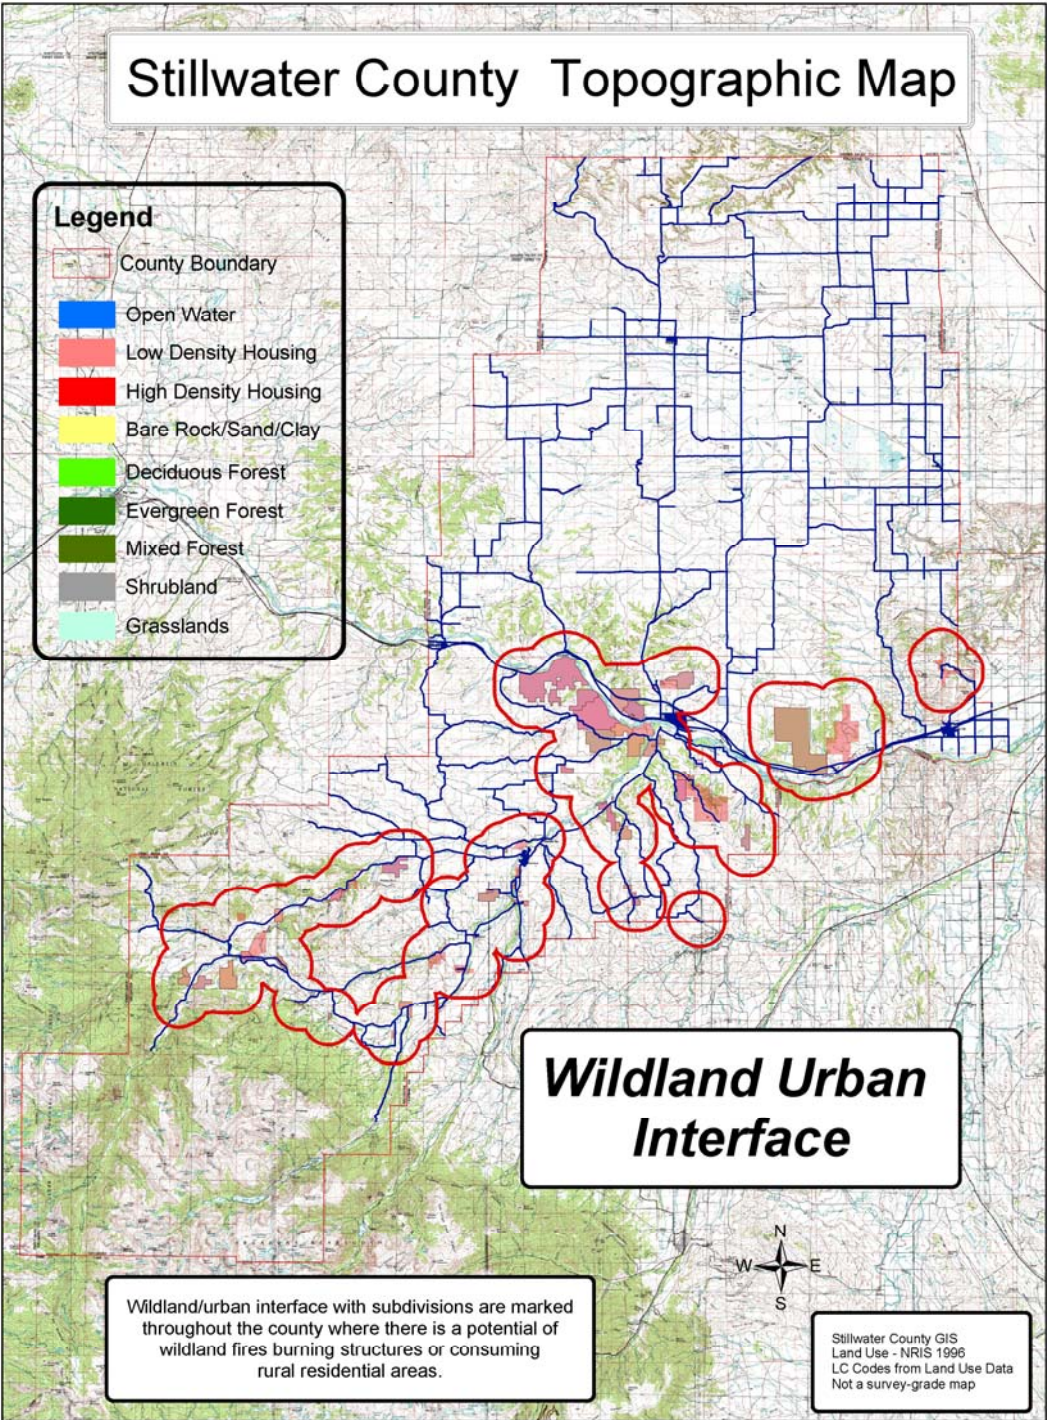 Stillwater County Topographic Map
Legend
County Boundary
Open Water
Low Density Housing
High Density Housing
Bare Rock/Sand/Clay
Deciduous Forest
Evergreen Forest
Mixed Forest
Shrubland
Grasslands
Wildland Urban
Interface
N
W E
S
Wildland/urban interface with subdivisions are marked
throughout the county where there is a potential of
wildland fires burning structures or consuming
rural residential areas.
Stillwater County GIS
Land Use - NRIS 1996
LC Codes from Land Use Data
Not a survey-grade map